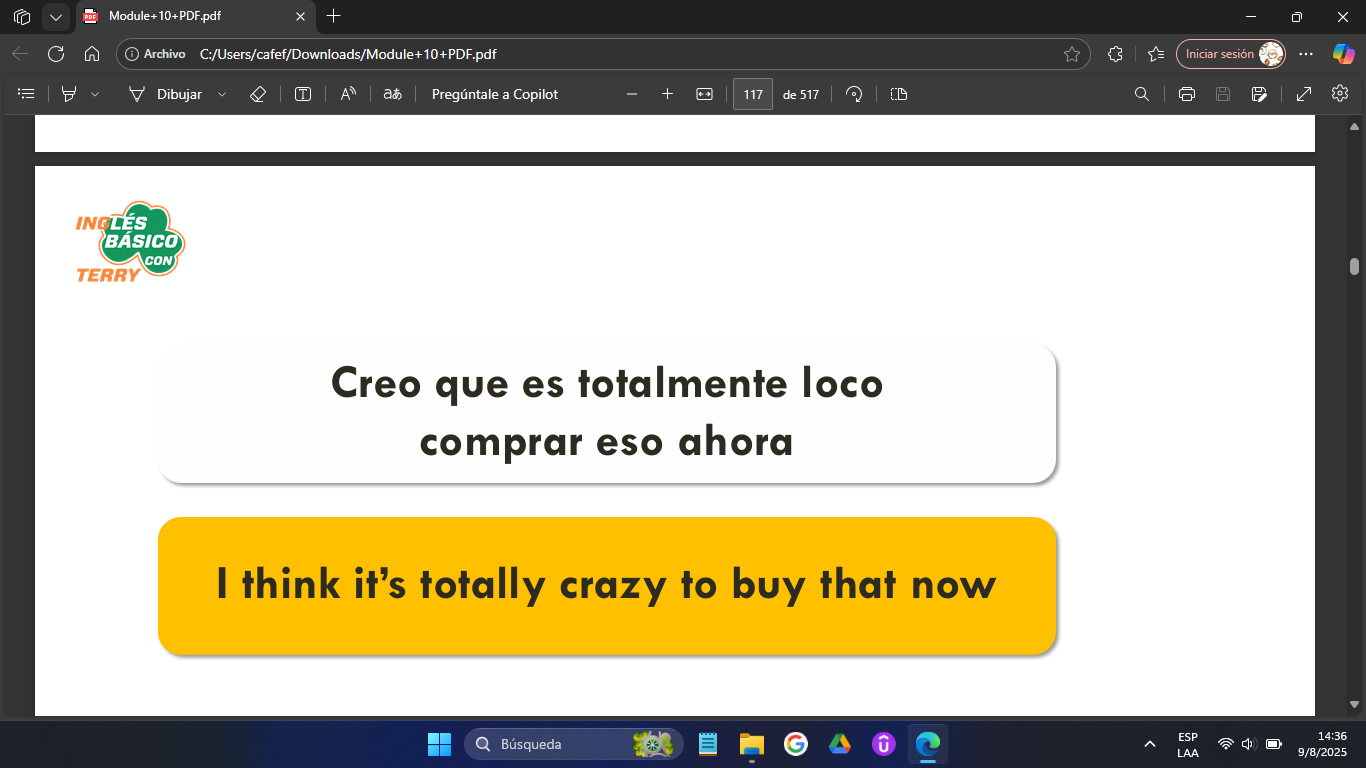 Module+10+PDF.pdf
Archivo C:/Users/cafef/Downloads/Module+10+PDF.pdf
Iniciar sesión
Dibujar
Pregúntale a Copilot
117 de 517
INGLÉS
BÁSICO
CON
TERRY
Creo que es totalmente loco
comprar eso ahora
I think it’s totally crazy to buy that now
Búsqueda
ESP
LAA
14:36
9/8/2025